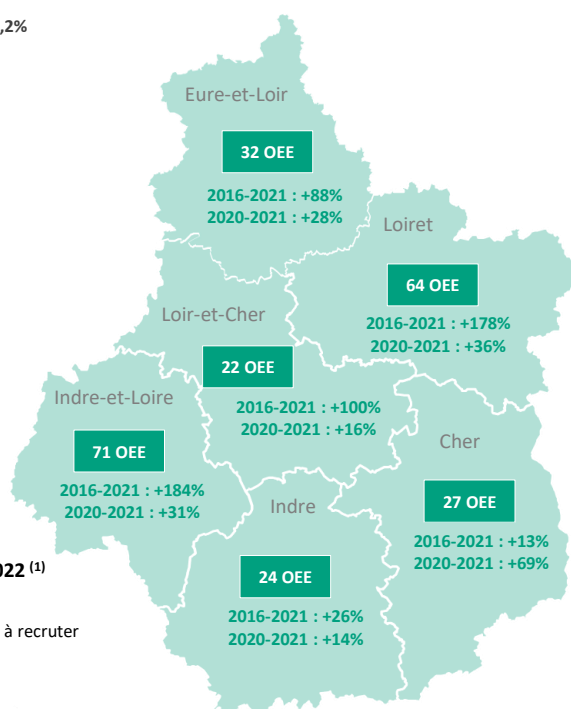 ,2%
Eure-et-Loir
32 OEE
2016-2021 : +88%
2020-2021 : +28%
Loiret
64 OEE
2016-2021 : +178%
2020-2021 : +36%
Loir-et-Cher
22 OEE
2016-2021 : +100%
2020-2021 : +16%
Indre-et-Loire
71 OEE
2016-2021 : +184%
2020-2021 : +31%
Cher
27 OEE
2016-2021 : +13%
2020-2021 : +69%
Indre
24 OEE
2016-2021 : +26%
2020-2021 : +14%
022 (1)
à recruter